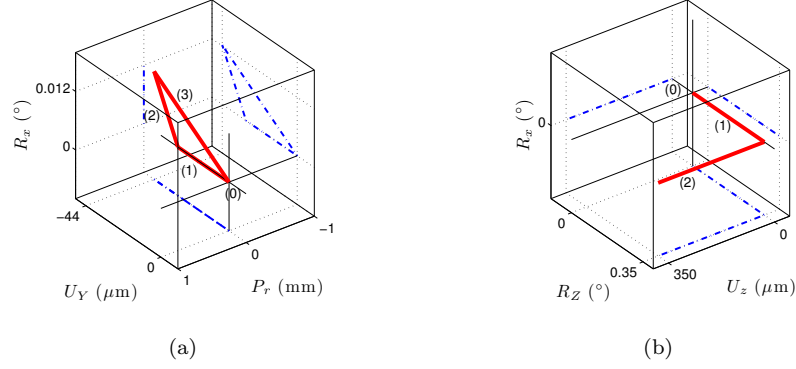 0.012
R_x (°)
0
(3)
(2)
(1)
(0)
−44
0
U_Y (μm)
1
0
−1
P_r (mm)
(a)
R_x (°)
0
(0)
(1)
(2)
0
0.35
R_Z (°)
350
0
U_z (μm)
(b)